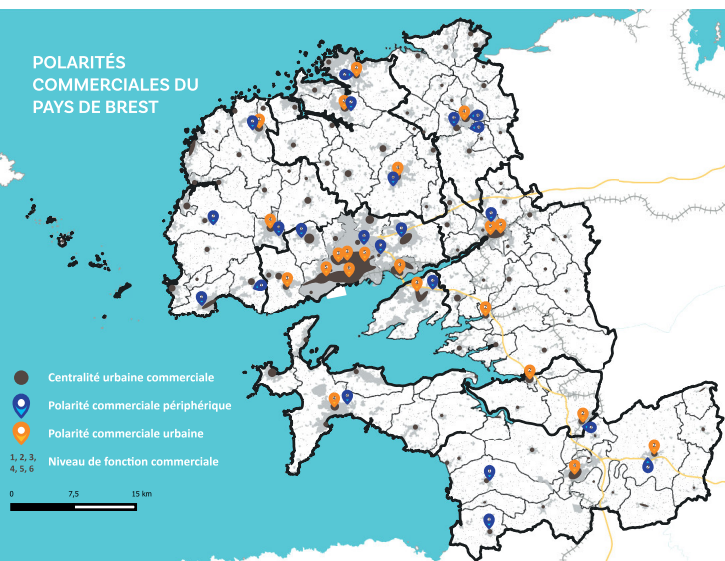 POLARITÉS
COMMERCIALES DU
PAYS DE BREST
Centralité urbaine commerciale
Polarité commerciale périphérique
Polarité commerciale urbaine
1, 2, 3,
4, 5, 6
Niveau de fonction commerciale
0 7,5 15 km